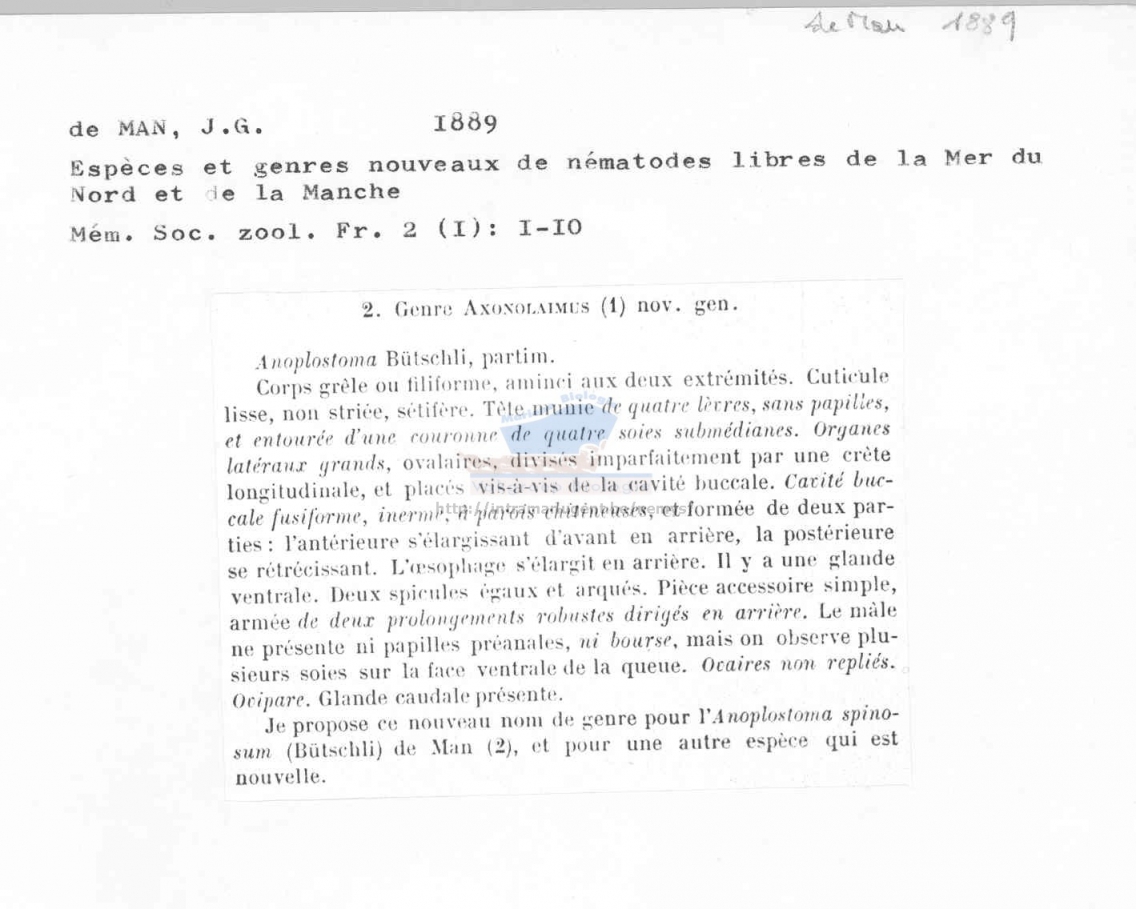 de Man 1889
de MAN, J.G. I889
Espèces et genres nouveaux de nématodes libres de la Mer du
Nord et de la Manche
Mém. Soc. zool. Fr. 2 (I): I-IO
2. Genre AXONOLAIMUS (1) nov. gen.
Anoplostoma Bütschli, partim.
Corps grêle ou filiforme, aminci aux deux extrémités. Cuticule
lisse, non striée, sétifère. Tête munie de quatre lèvres, sans papilles,
et entourée d'une couronne de quatre soies submédianes. Organes
latéraux grands, ovalaires, divisés imparfaitement par une crête
longitudinale, et placés vis-à-vis de la cavité buccale. Cavité buc-
cale fusiforme, inerme, à parois chitineuses, et formée de deux par-
ties : l'antérieure s'élargissant d'avant en arrière, la postérieure
se rétrécissant. L'œsophage s'élargit en arrière. Il y a une glande
ventrale. Deux spicules égaux et arqués. Pièce accessoire simple,
armée de deux prolongements robustes dirigés en arrière. Le mâle
ne présente ni papilles préanales, ni bourse, mais on observe plu-
sieurs soies sur la face ventrale de la queue. Ovaires non repliés.
Ovipare. Glande caudale présente.
Je propose ce nouveau nom de genre pour l'Anoplostoma spino-
sum (Bütschli) de Man (2), et pour une autre espèce qui est
nouvelle.